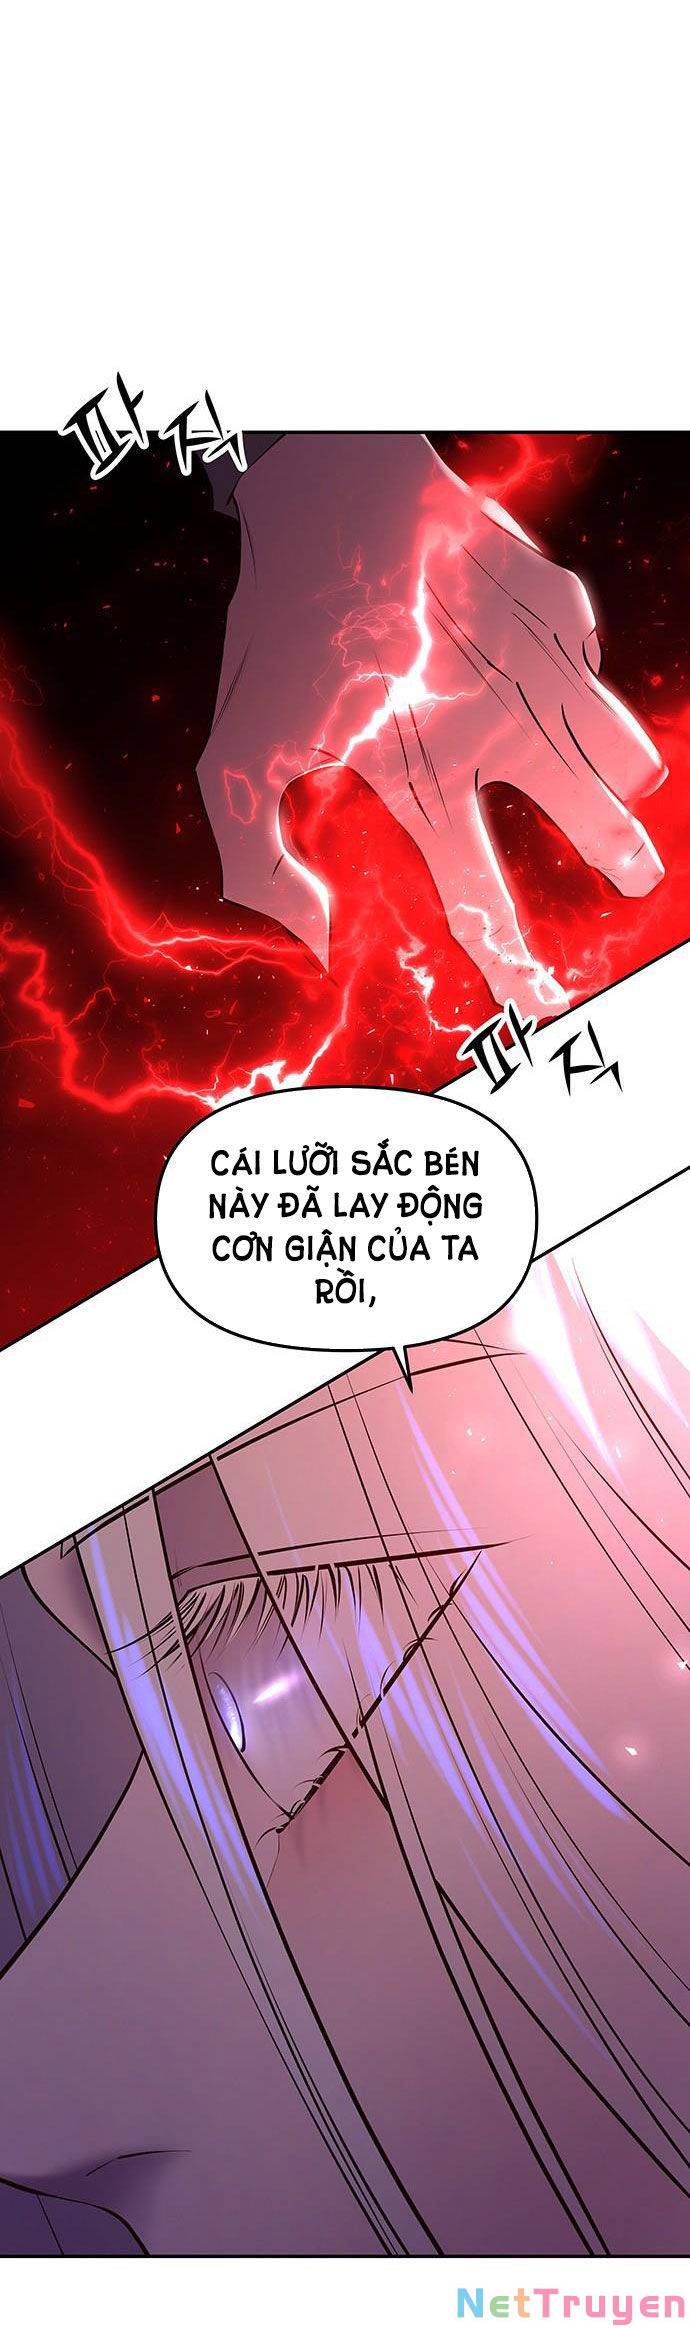 파 직
파 직
CÁI LƯỠI SẮC BÉN
NÀY ĐÃ LAY ĐỘNG
CƠN GIẬN CỦA TA
RỒI,
NetTruyen